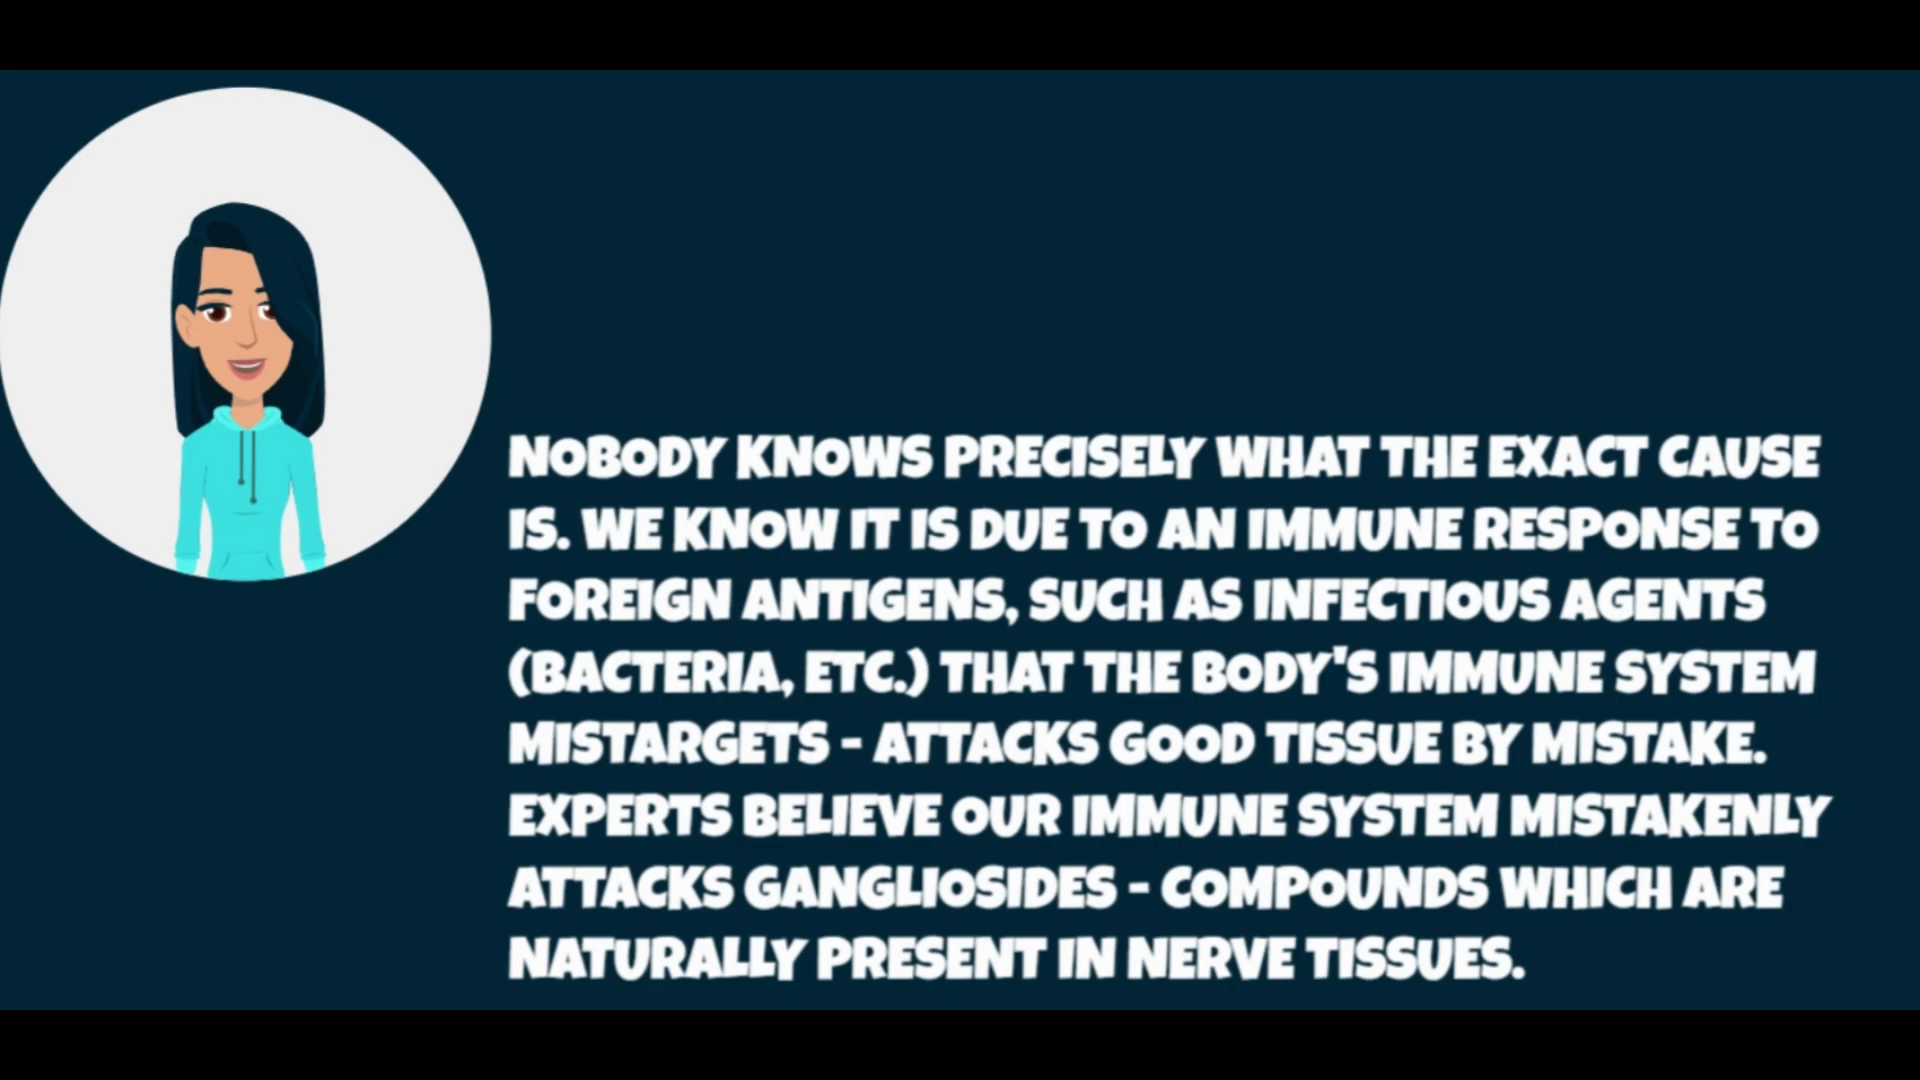 NOBODY KNOWS PRECISELY WHAT THE EXACT CAUSE
IS. WE KNOW IT IS DUE TO AN IMMUNE RESPONSE TO
FOREIGN ANTIGENS, SUCH AS INFECTIOUS AGENTS
(BACTERIA, ETC.) THAT THE BODY'S IMMUNE SYSTEM
MISTARGETS - ATTACKS GOOD TISSUE BY MISTAKE.
EXPERTS BELIEVE OUR IMMUNE SYSTEM MISTAKENLY
ATTACKS GANGLIOSIDES - COMPOUNDS WHICH ARE
NATURALLY PRESENT IN NERVE TISSUES.